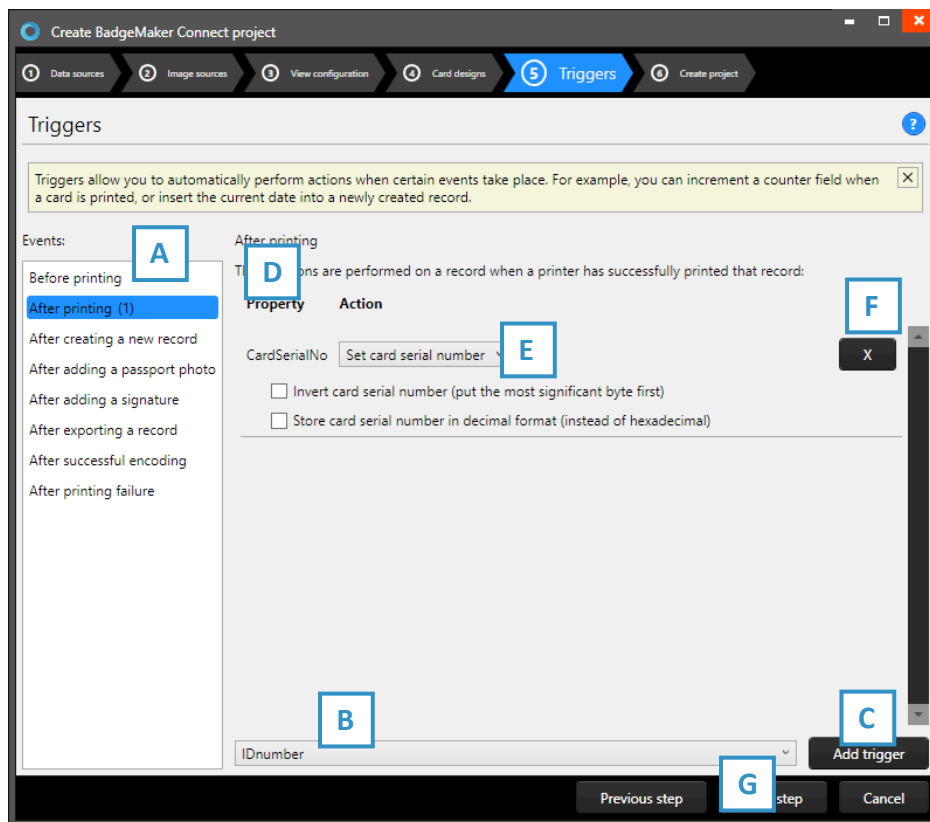 Create BadgeMaker Connect project
1 Data sources 2 Image sources 3 View configuration 4 Card designs 5 Triggers 6 Create project
Triggers
?
Triggers allow you to automatically perform actions when certain events take place. For example, you can increment a counter field when
a card is printed, or insert the current date into a newly created record.
Events:
A
Before printing
After printing (1)
After creating a new record
After adding a passport photo
After adding a signature
After exporting a record
After successful encoding
After printing failure
After printing
D
are performed on a record when a printer has successfully printed that record:
Property Action
F
CardSerialNo Set card serial number E X
Invert card serial number (put the most significant byte first)
Store card serial number in decimal format (instead of hexadecimal)
B
C
IDnumber Add trigger
G
Previous step step Cancel